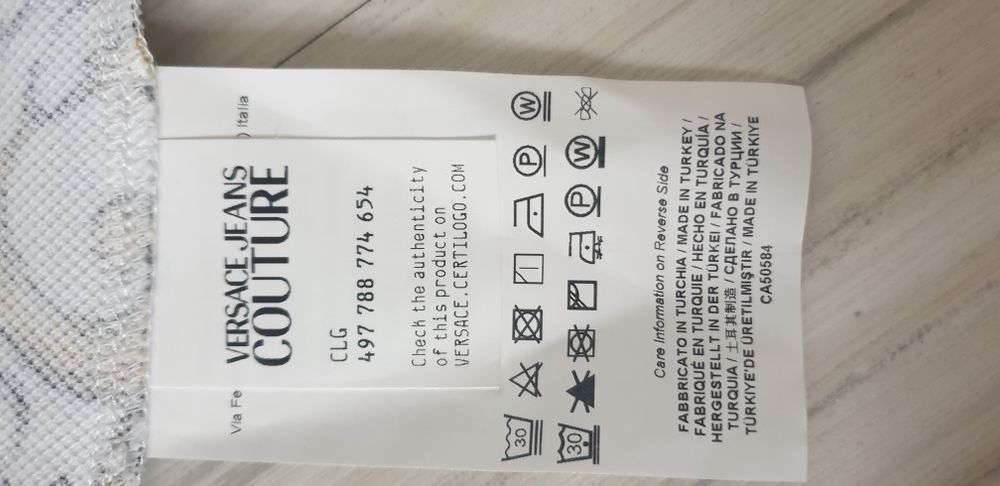 Via Fe
o Italia
VERSACE JEANS
COUTURE
CLG
497 788 774 654
Check the authenticity
of this product on
VERSACE.CERTILOGO.COM
30
P
W
30
P
W
Care Information on Reverse Side
FABBRICATO IN TURCHIA / MADE IN TURKEY /
FABRIQUÉ EN TURQUIE / HECHO EN TURQUÍA /
HERGESTELLT IN DER TÜRKEI / FABRICADO NA
TURQUIA / 土耳其制造 / СДЕЛАНО В ТУРЦИИ /
TÜRKIYE'DE ÜRETILMIŞTIR / MADE IN TÜRKIYE
CA50584